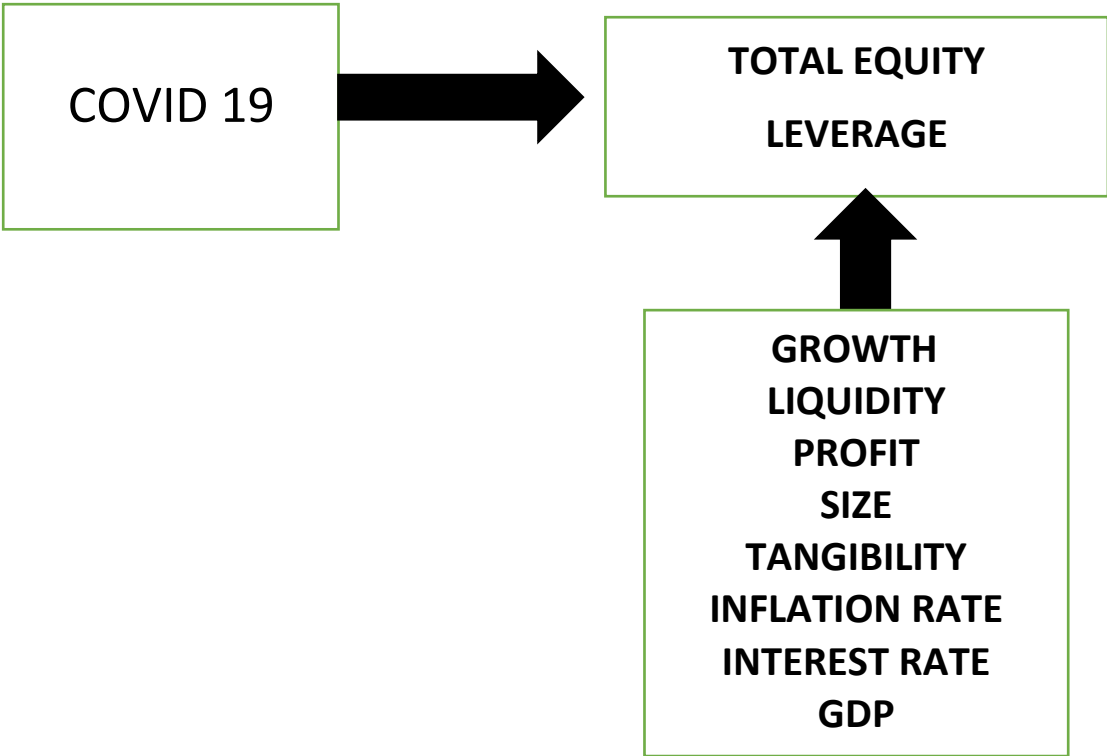 COVID 19
TOTAL EQUITY
LEVERAGE
GROWTH
LIQUIDITY
PROFIT
SIZE
TANGIBILITY
INFLATION RATE
INTEREST RATE
GDP